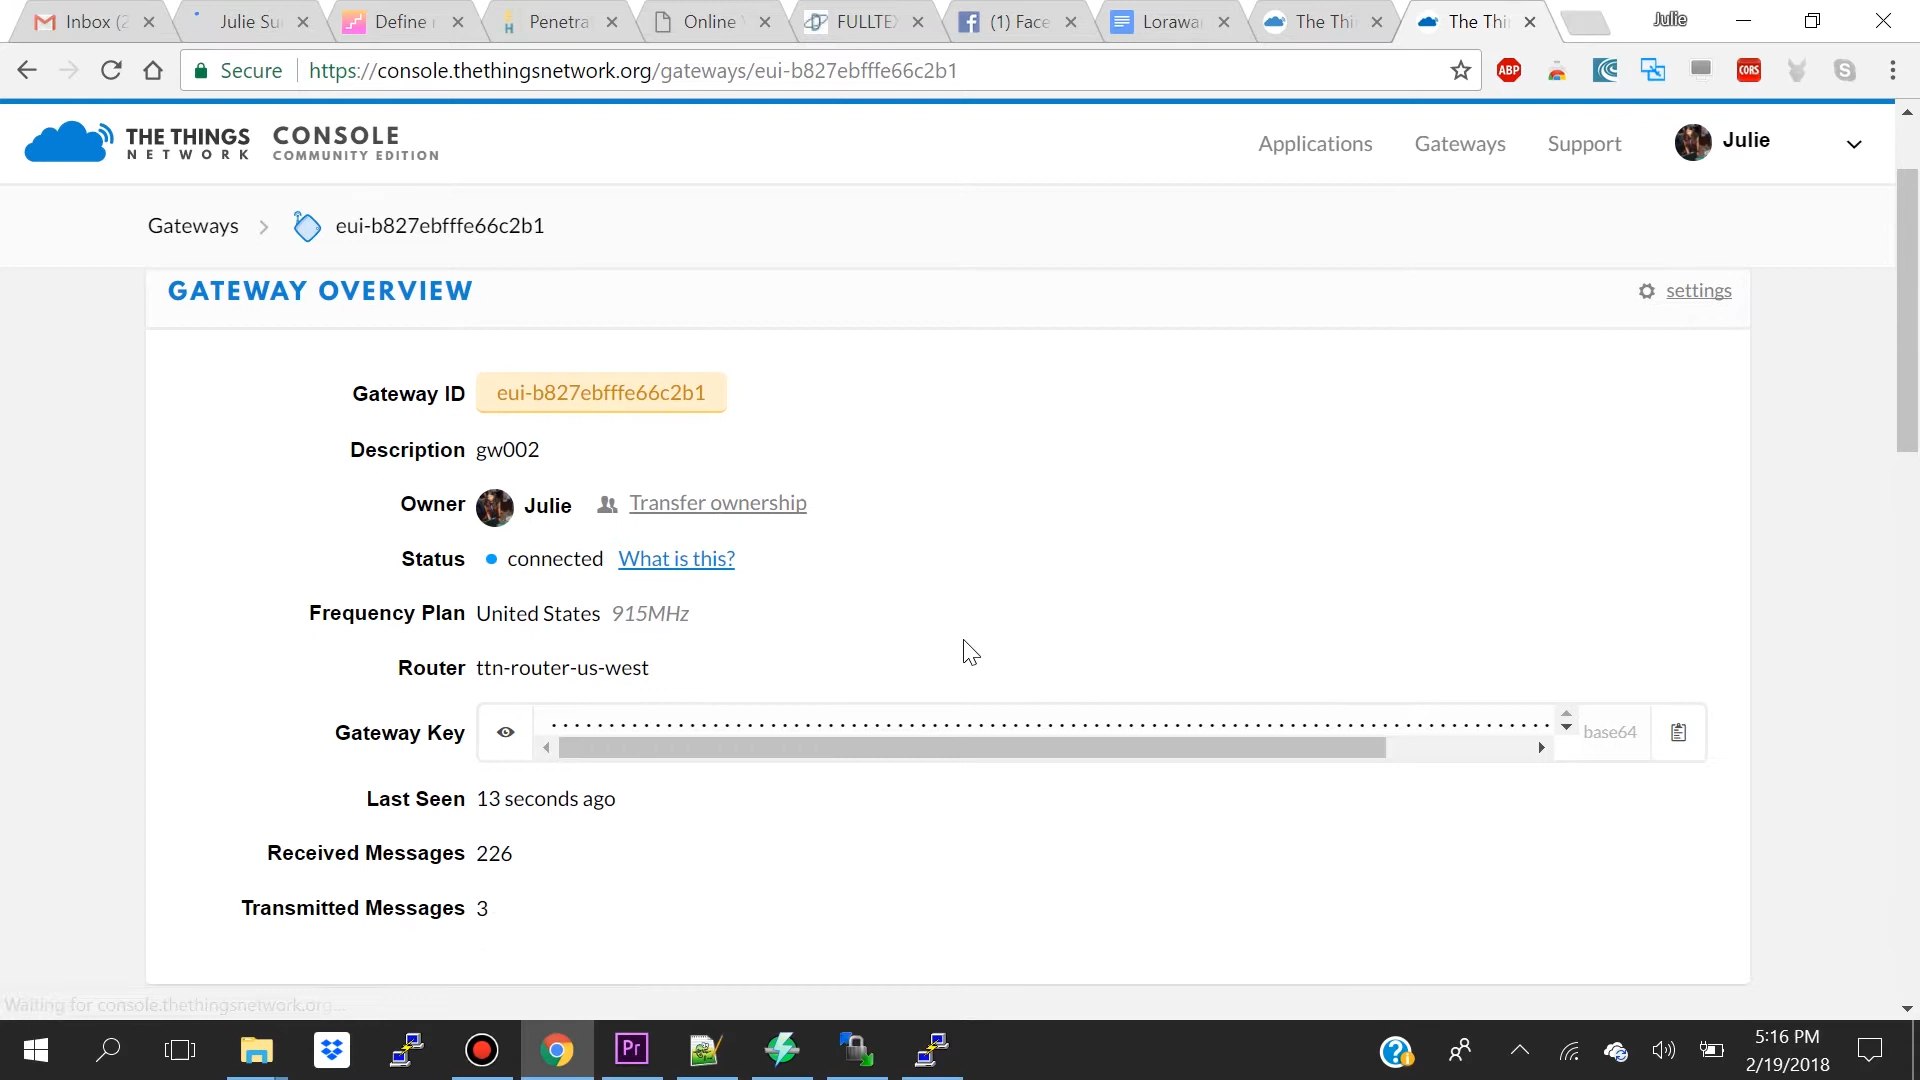 Inbox (2
Julie Su
Define
Penetra
Online
FULLTE
(1) Face
Lorawa
The Thi
The Thi
Julie
Secure
https://console.thethingsnetwork.org/gateways/eui-b827ebfffe66c2b1
ABP
CORS
THE THINGS
NETWORK
CONSOLE
COMMUNITY EDITION
Applications
Gateways
Support
Julie
Gateways
eui-b827ebfffe66c2b1
GATEWAY OVERVIEW
settings
Gateway ID eui-b827ebfffe66c2b1
Description gw002
Owner Julie Transfer ownership
Status connected What is this?
Frequency Plan United States 915MHz
Router ttn-router-us-west
Gateway Key base64
Last Seen 13 seconds ago
Received Messages 226
Transmitted Messages 3
Waiting for console.thethingsnetwork.org...
Pr
5:16 PM
2/19/2018